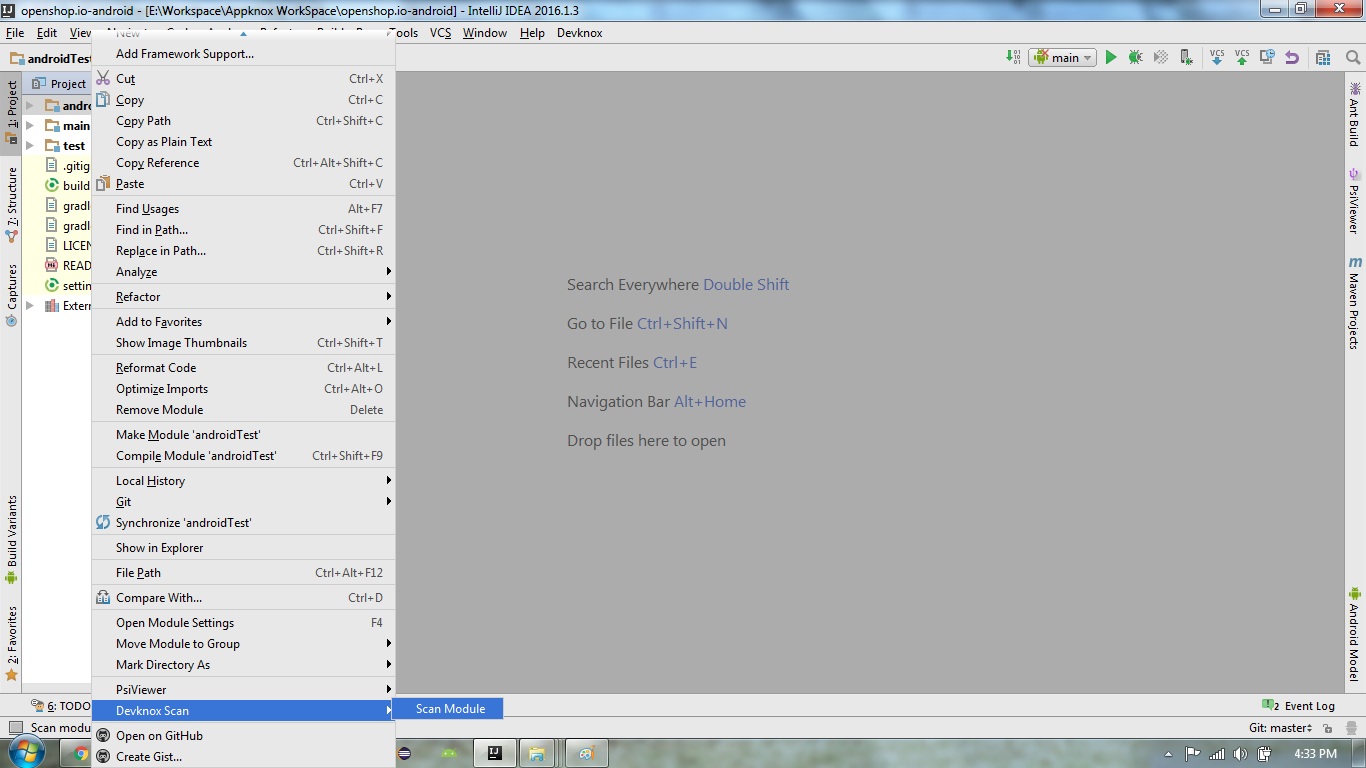 openshop.io-android - [E:\Workspace\Appknox WorkSpace\openshop.io-android] - IntelliJ IDEA 2016.1.3
File Edit View Tools VCS Window Help Devknox
androidTest
main
1: Project
7: Structure
Captures
Build Variants
2: Favorites
Project
andro
main
test
.gitig
build
gradl
gradl
LICEN
READ
settin
Extern
New
Add Framework Support...
Cut Ctrl+X
Copy Ctrl+C
Copy Path Ctrl+Shift+C
Copy as Plain Text
Copy Reference Ctrl+Alt+Shift+C
Paste Ctrl+V
Find Usages Alt+F7
Find in Path... Ctrl+Shift+F
Replace in Path... Ctrl+Shift+R
Analyze
Refactor
Add to Favorites
Show Image Thumbnails Ctrl+Shift+T
Reformat Code Ctrl+Alt+L
Optimize Imports Ctrl+Alt+O
Remove Module Delete
Make Module 'androidTest'
Compile Module 'androidTest' Ctrl+Shift+F9
Local History
Git
Synchronize 'androidTest'
Show in Explorer
File Path Ctrl+Alt+F12
Compare With... Ctrl+D
Open Module Settings F4
Move Module to Group
Mark Directory As
PsiViewer
Devknox Scan
Scan Module
Open on GitHub
Create Gist...
Search Everywhere Double Shift
Go to File Ctrl+Shift+N
Recent Files Ctrl+E
Navigation Bar Alt+Home
Drop files here to open
VCS VCS
Ant Build
PsiViewer
Maven Projects
Android Model
6: TODO
2 Event Log
Scan modu
Git: master
4:33 PM